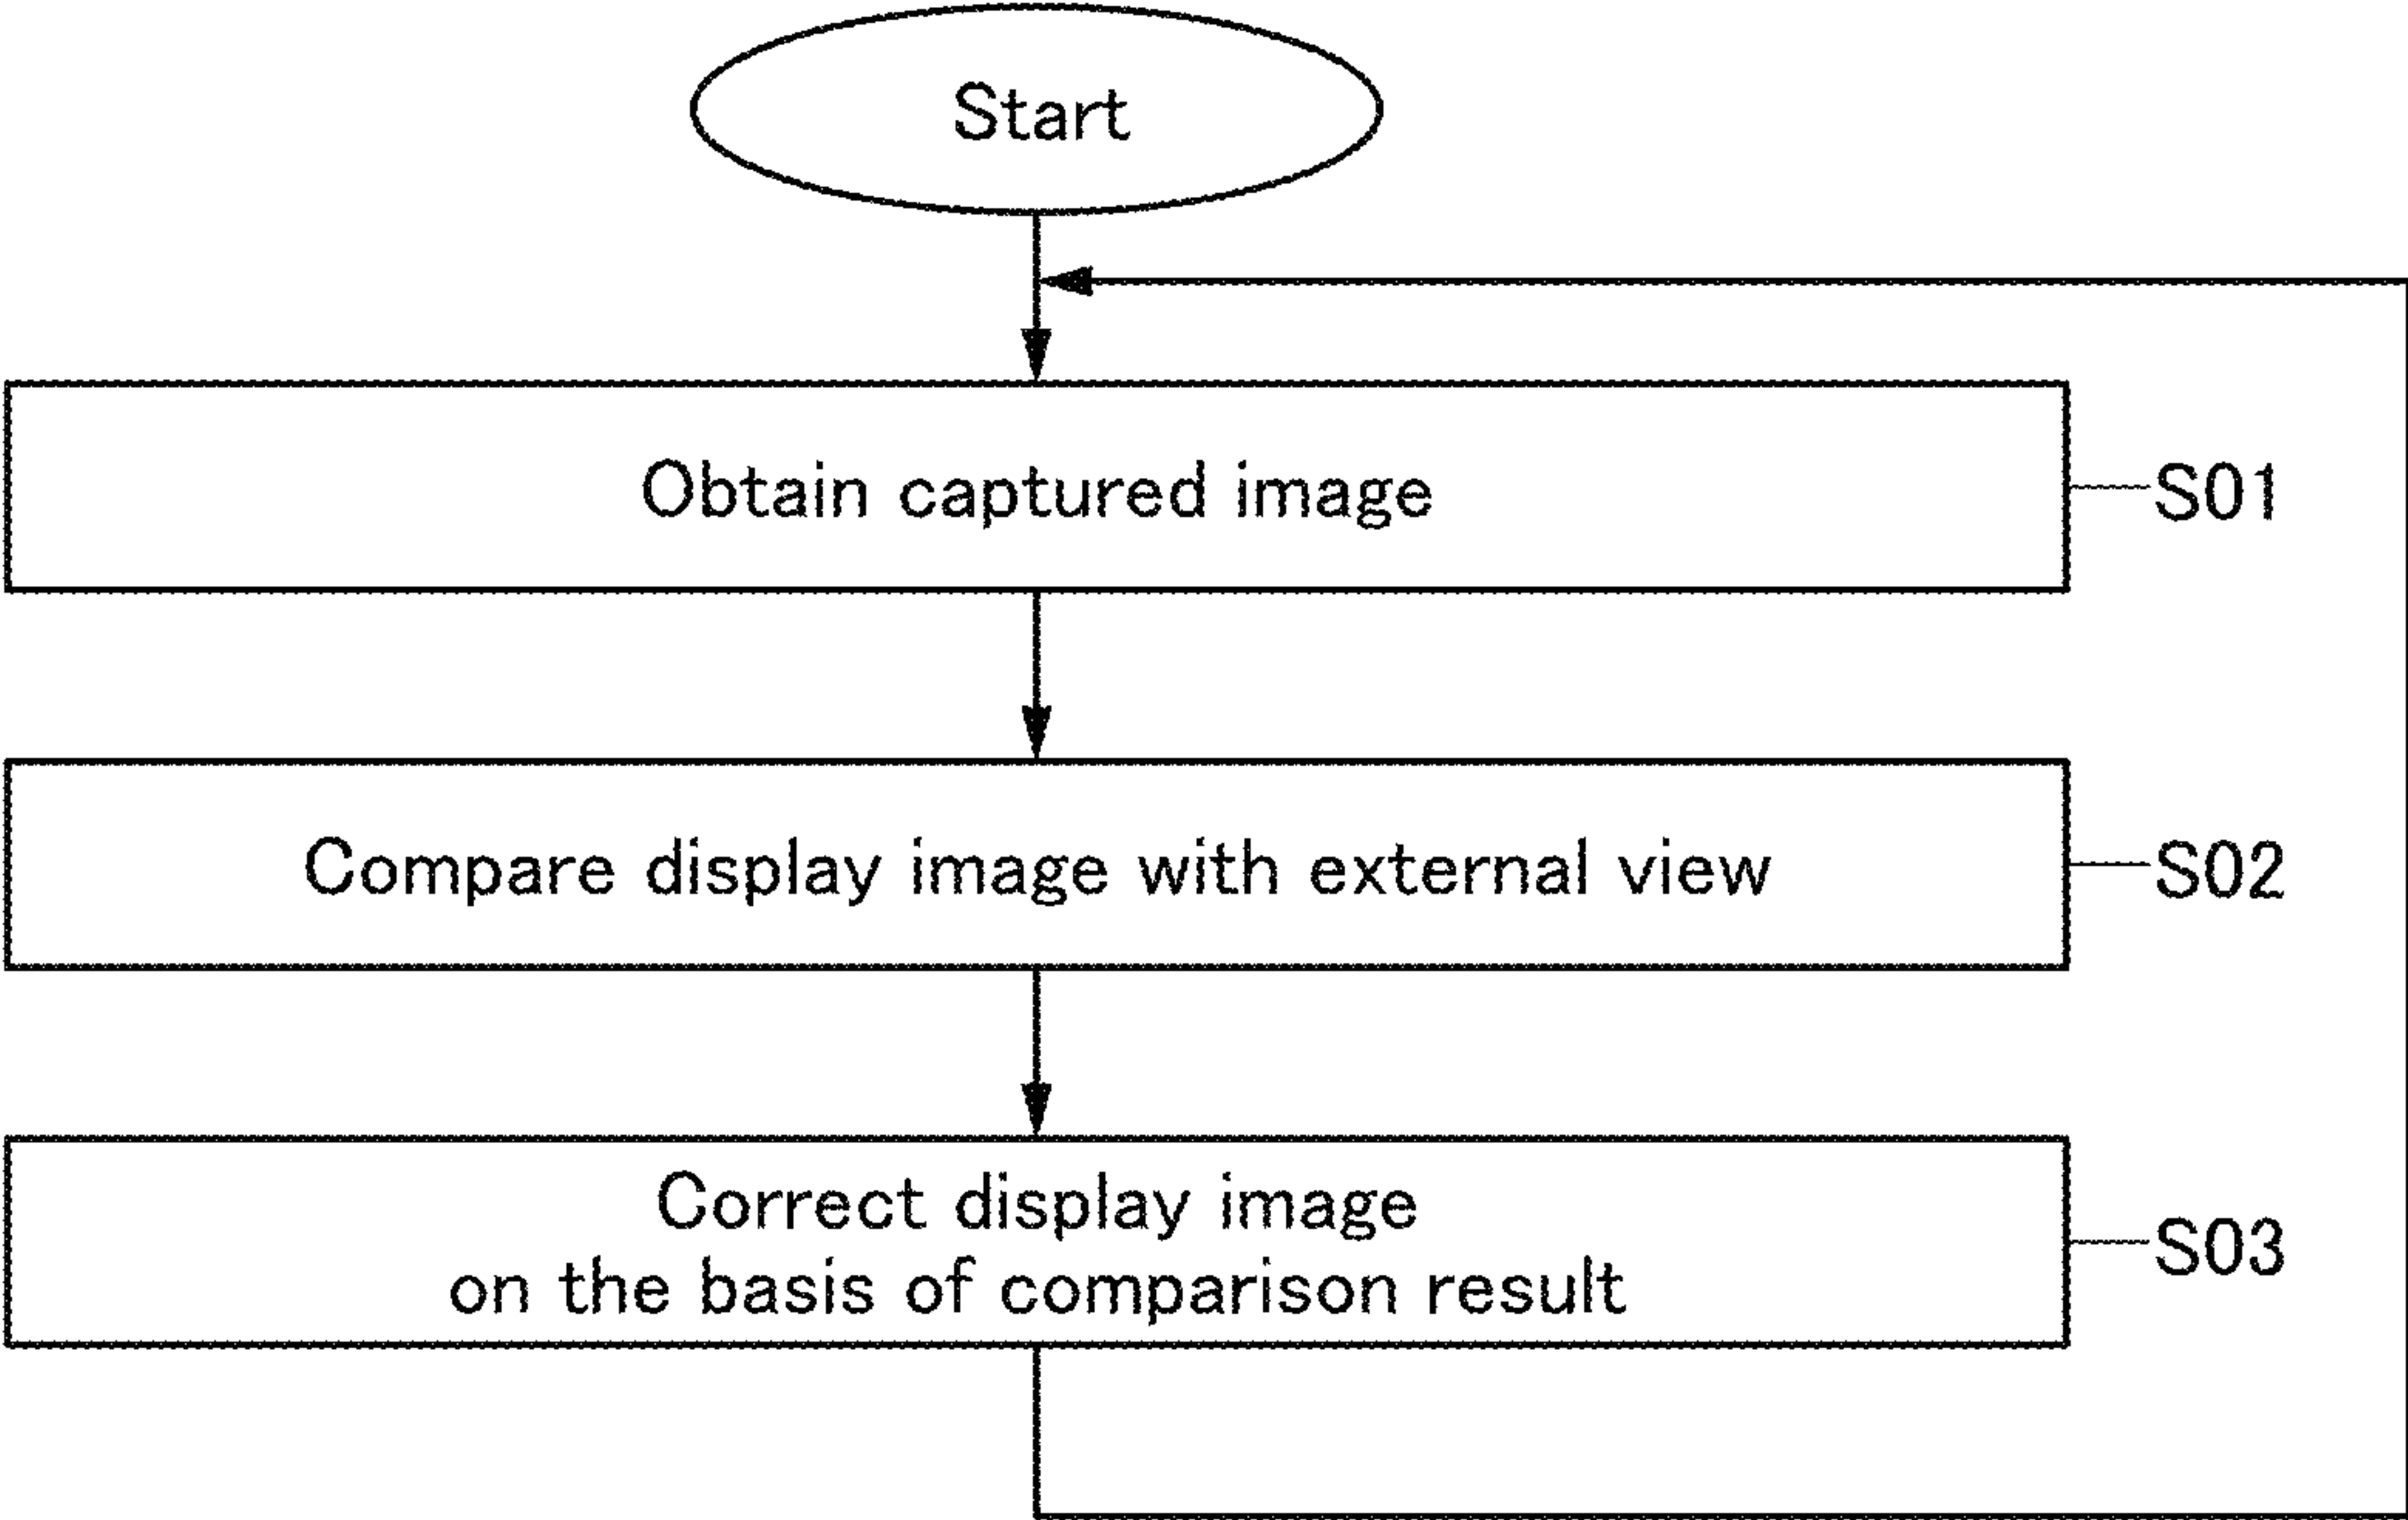 Start
Obtain captured image
S01
Compare display image with external view
S02
Correct display image
on the basis of comparison result
S03